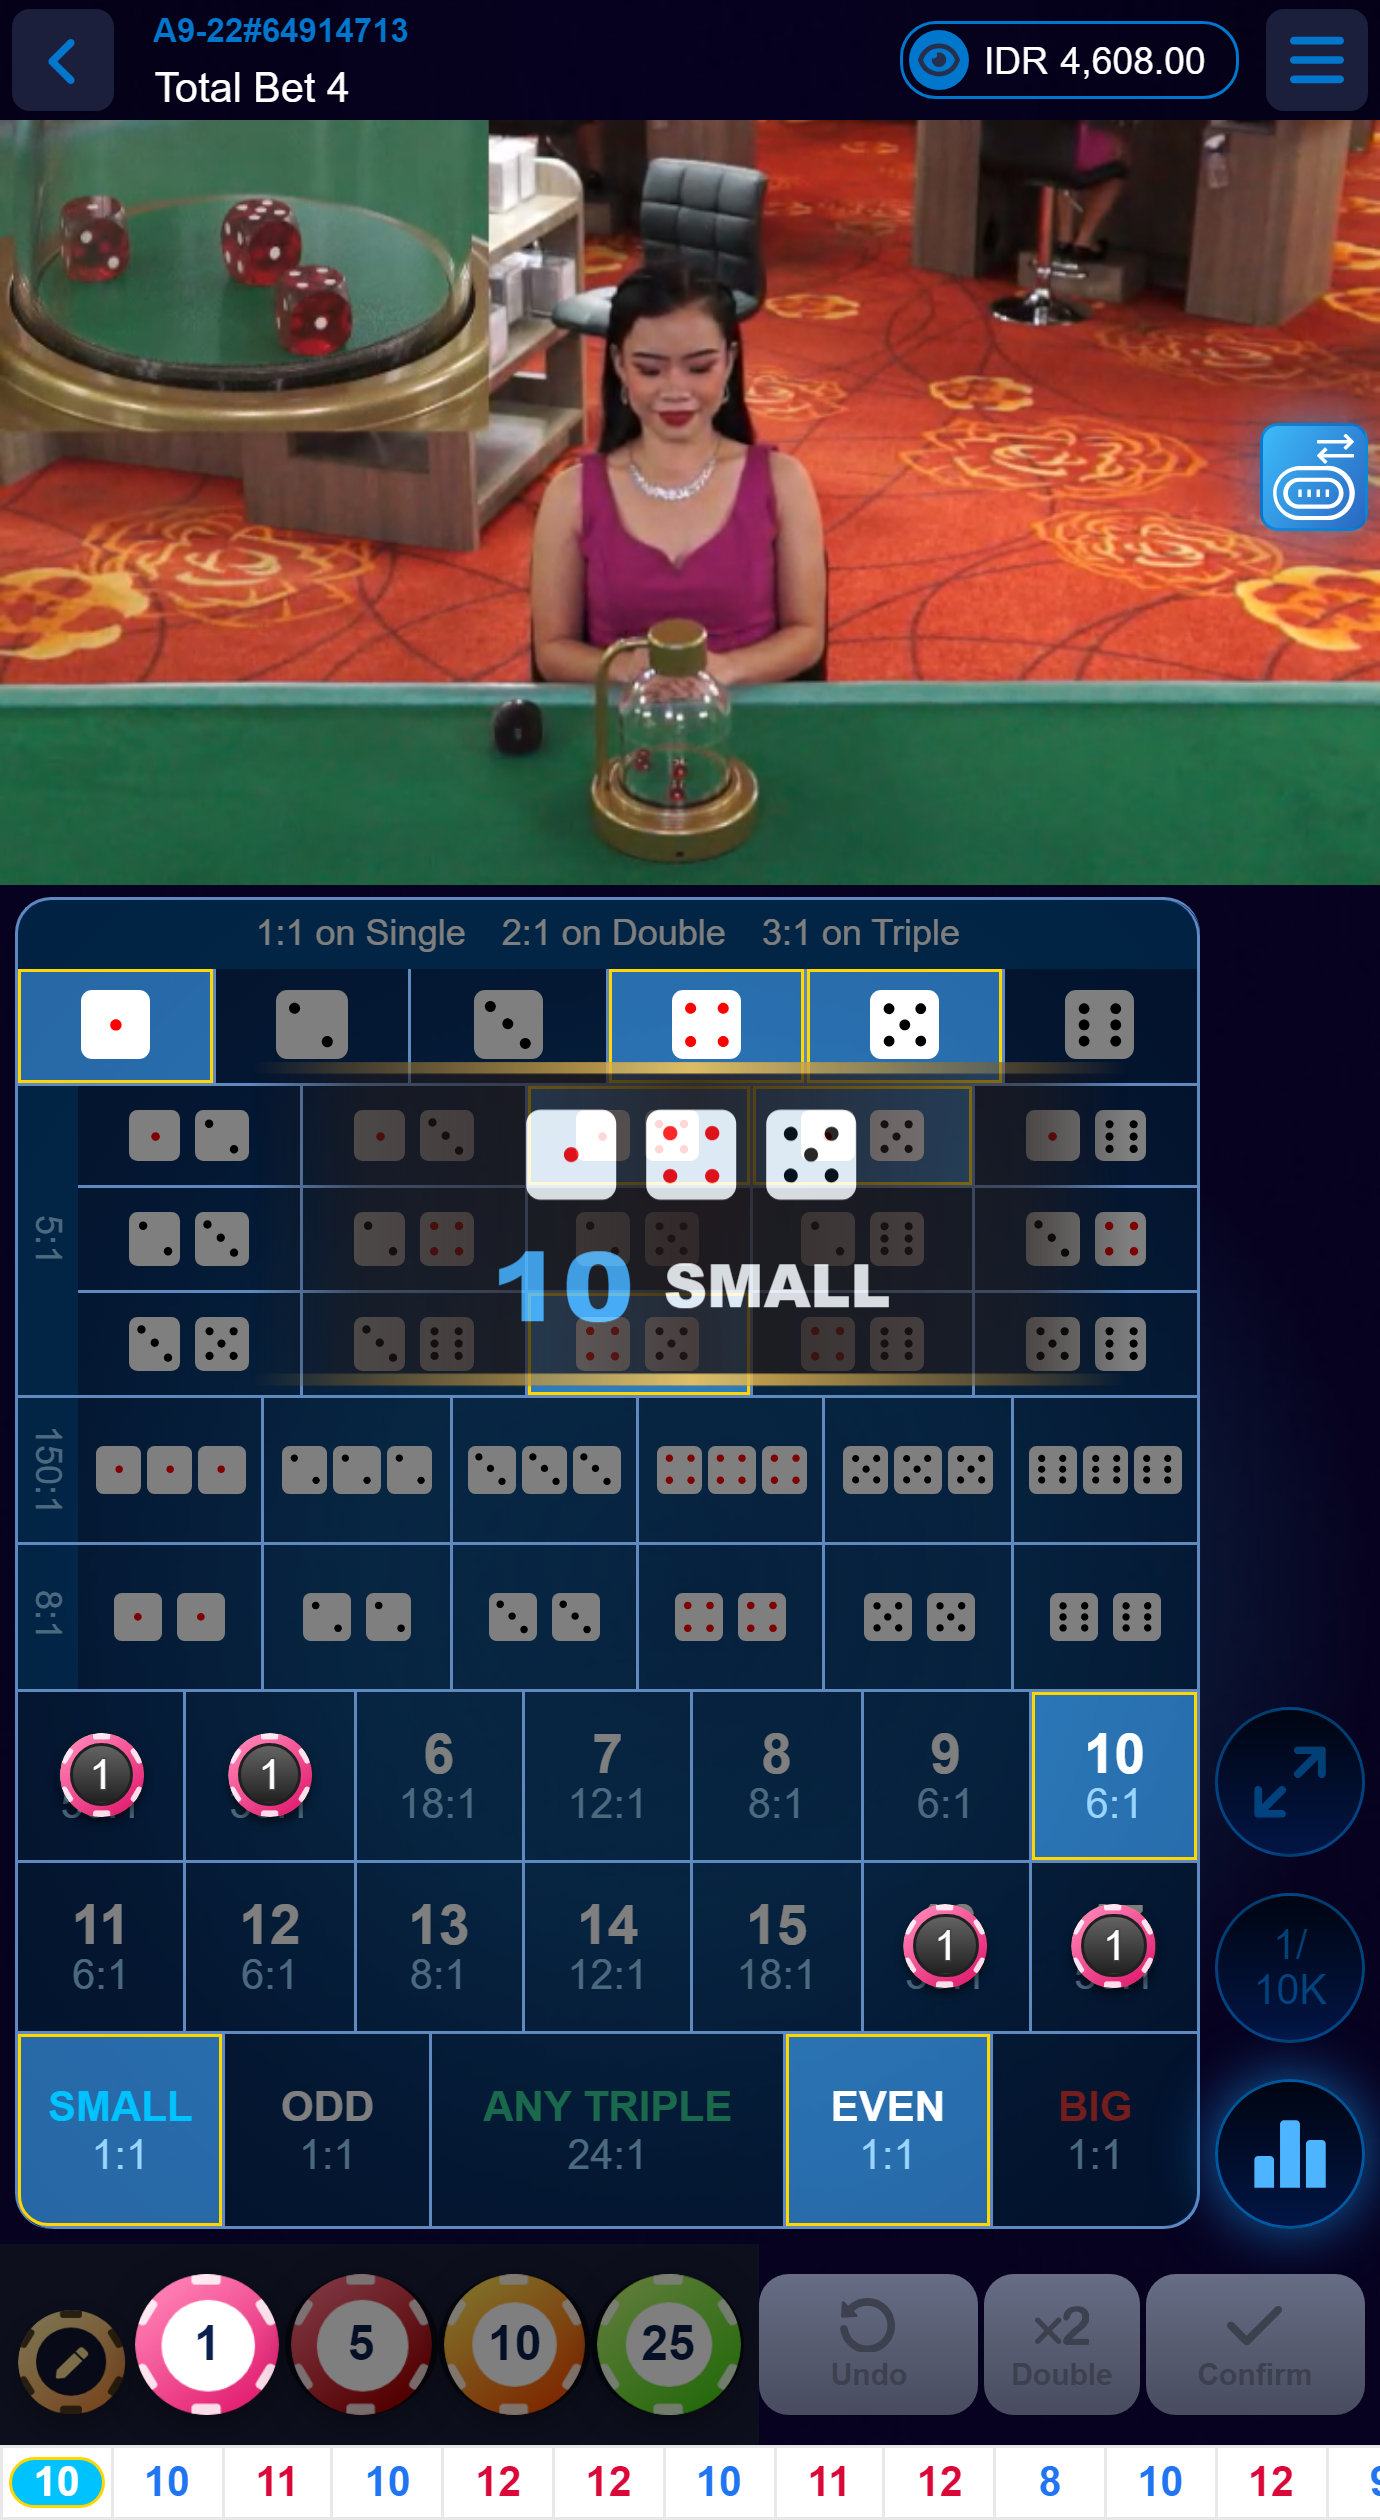 A9-22#64914713
Total Bet 4
IDR 4,608.00
1:1 on Single 2:1 on Double 3:1 on Triple
5:1
10 SMALL
150:1
8:1
1 1 6 7 8 9 10
18:1 12:1 8:1 6:1 6:1
11 12 13 14 15 1 1
6:1 6:1 8:1 12:1 18:1
1/
10K
SMALL ODD ANY TRIPLE EVEN BIG
1:1 1:1 24:1 1:1 1:1
1 5 10 25
x2
Undo Double Confirm
10 10 11 10 12 12 10 11 12 8 10 12